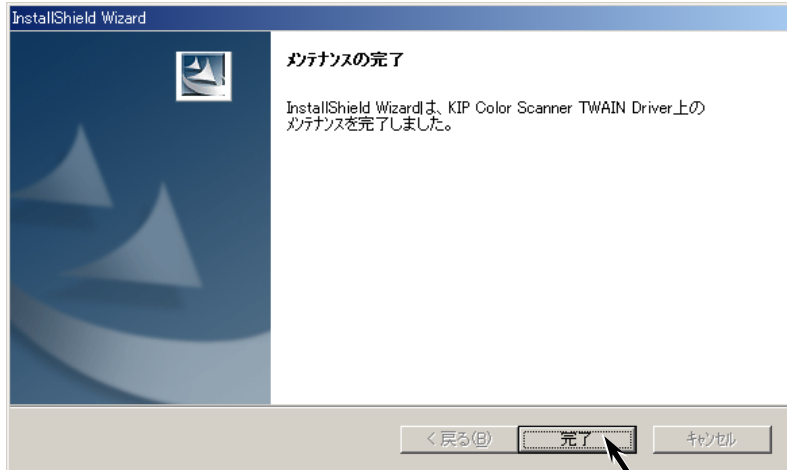 InstallShield Wizard
メンテナンスの完了
InstallShield Wizardは、KIP Color Scanner TWAIN Driver上の
メンテナンスを完了しました。
< 戻る(B)
完了
キャンセル